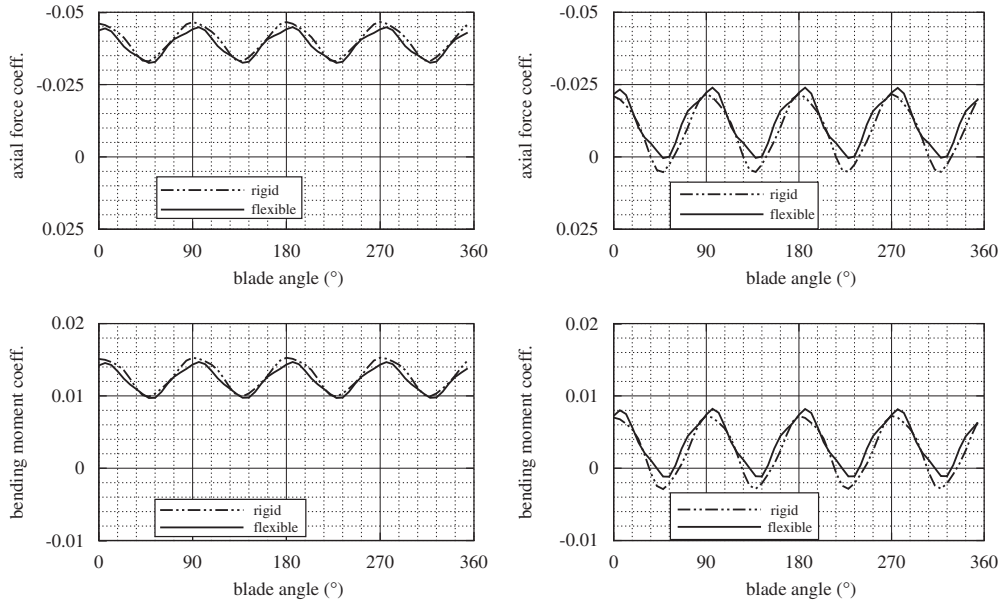 axial force coeff.
-0.05
-0.025
0
0.025
rigid
flexible
0 90 180 270 360
blade angle (°)
axial force coeff.
-0.05
-0.025
0
0.025
rigid
flexible
0 90 180 270 360
blade angle (°)
bending moment coeff.
0.02
0.01
0
-0.01
rigid
flexible
0 90 180 270 360
blade angle (°)
bending moment coeff.
0.02
0.01
0
-0.01
rigid
flexible
0 90 180 270 360
blade angle (°)